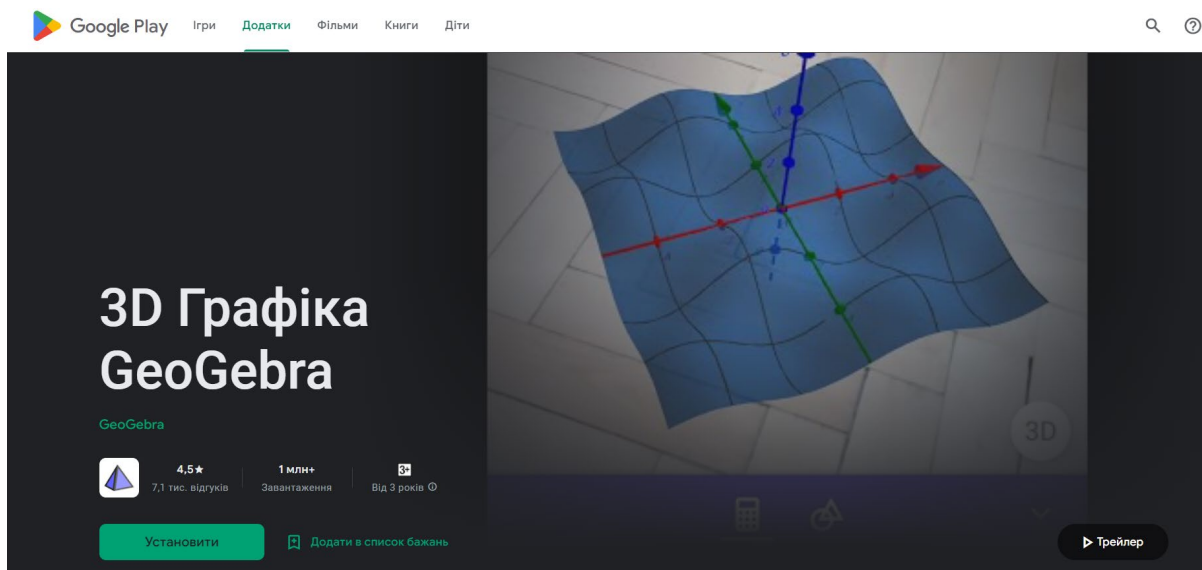 Google Play Ігри Додатки Фільми Книги Діти
3D Графіка
GeoGebra
GeoGebra
4,5★ 1 млн+ 3+
7,1 тис. відгуків Завантаження Від 3 років
3D
Установити Додати в список бажань Трейлер